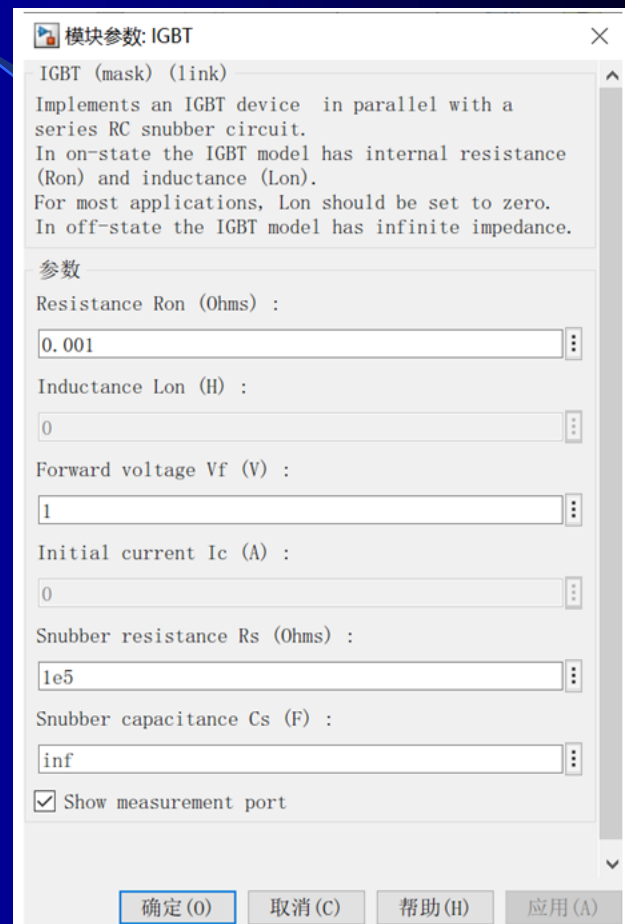 模块参数: IGBT
IGBT (mask) (link)
Implements an IGBT device in parallel with a
series RC snubber circuit.
In on-state the IGBT model has internal resistance
(Ron) and inductance (Lon).
For most applications, Lon should be set to zero.
In off-state the IGBT model has infinite impedance.
参数
Resistance Ron (Ohms) :
0.001
Inductance Lon (H) :
0
Forward voltage Vf (V) :
1
Initial current Ic (A) :
0
Snubber resistance Rs (Ohms) :
1e5
Snubber capacitance Cs (F) :
inf
Show measurement port
确定(O) 取消(C) 帮助(H) 应用(A)